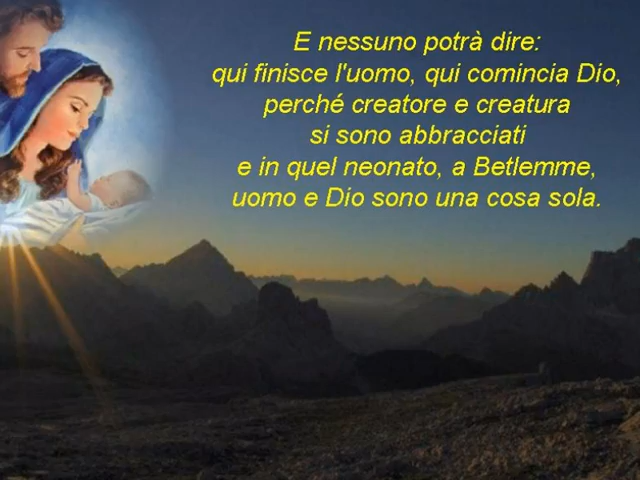 E nessuno potrà dire:
qui finisce l'uomo, qui comincia Dio,
perché creatore e creatura
si sono abbracciati
e in quel neonato, a Betlemme,
uomo e Dio sono una cosa sola.